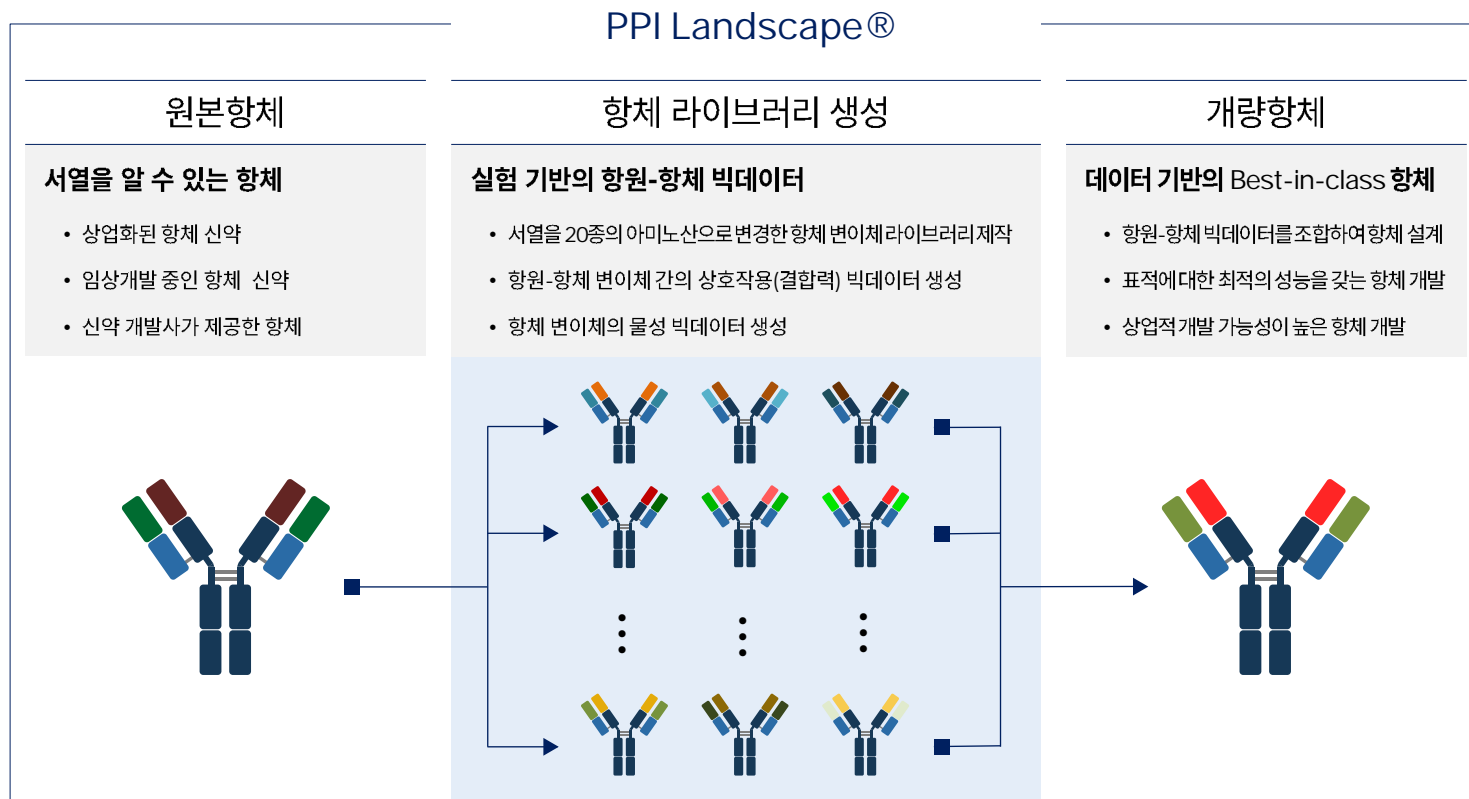 PPI Landscape®
원본항체
서열을 알 수 있는 항체
• 상업화된 항체 신약
• 임상개발 중인 항체 신약
• 신약 개발사가 제공한 항체
항체 라이브러리 생성
실험 기반의 항원-항체 빅데이터
• 서열을 20종의 아미노산으로 변경한 항체 변이체 라이브러리 제작
• 항원-항체 변이체 간의 상호작용(결합력) 빅데이터 생성
• 항체 변이체의 물성 빅데이터 생성
개량항체
데이터 기반의 Best-in-class 항체
• 항원-항체 빅데이터를 조합하여 항체 설계
• 표적에 대한 최적의 성능을 갖는 항체 개발
• 상업적 개발 가능성이 높은 항체 개발